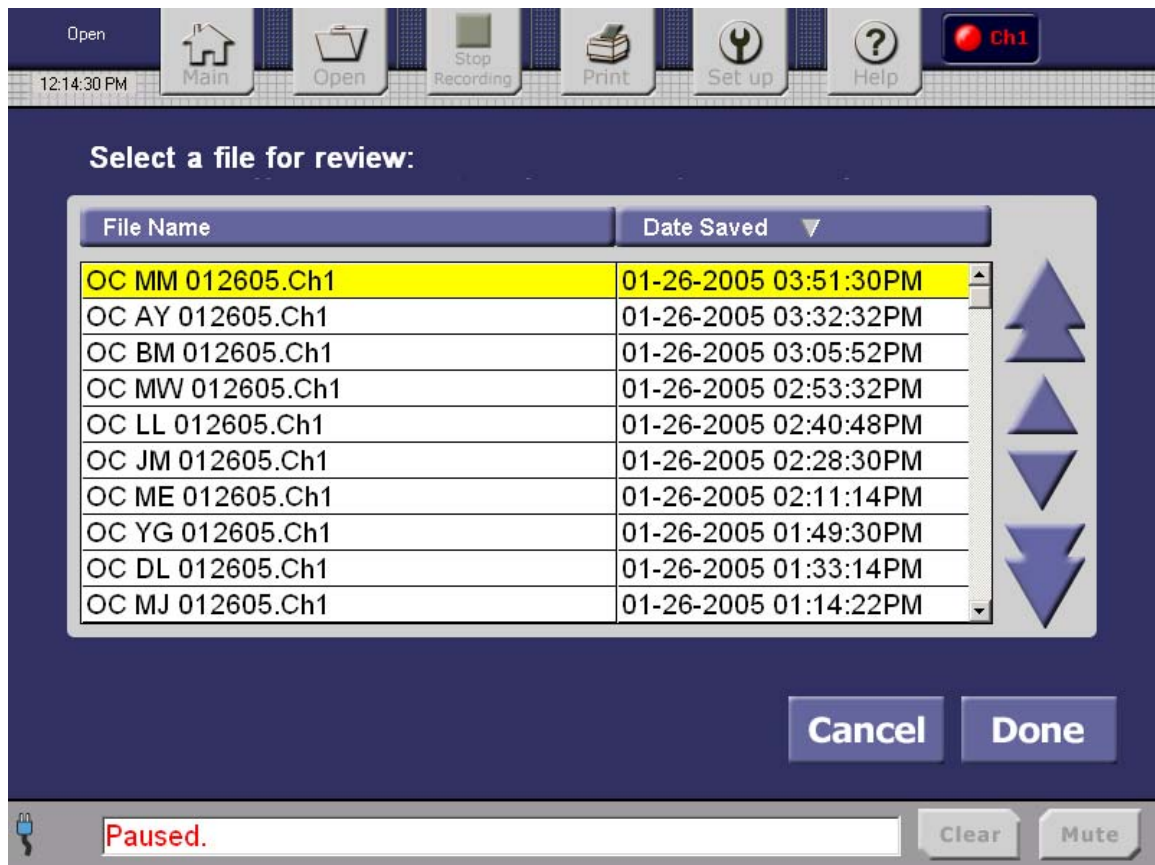 Open
12:14:30 PM
Main
Open
Stop
Recording
Print
Set up
?
Help
Ch1
Select a file for review:
File Name Date Saved
OC MM 012605.Ch1 01-26-2005 03:51:30PM
OC AY 012605.Ch1 01-26-2005 03:32:32PM
OC BM 012605.Ch1 01-26-2005 03:05:52PM
OC MW 012605.Ch1 01-26-2005 02:53:32PM
OC LL 012605.Ch1 01-26-2005 02:40:48PM
OC JM 012605.Ch1 01-26-2005 02:28:30PM
OC ME 012605.Ch1 01-26-2005 02:11:14PM
OC YG 012605.Ch1 01-26-2005 01:49:30PM
OC DL 012605.Ch1 01-26-2005 01:33:14PM
OC MJ 012605.Ch1 01-26-2005 01:14:22PM
Cancel Done
Paused.
Clear Mute